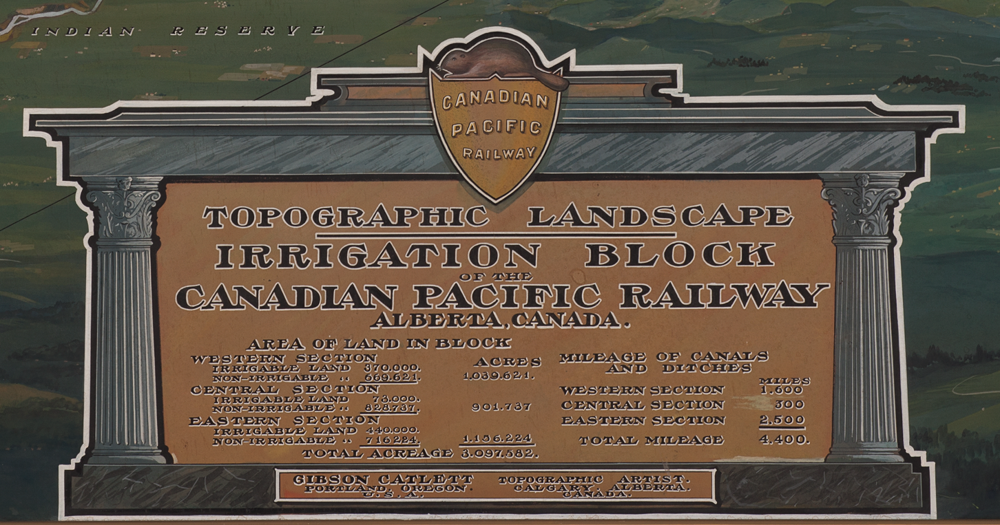 INDIAN RESERVE
CANADIAN
PACIFIC
RAILWAY
TOPOGRAPHIC LANDSCAPE
IRRIGATION BLOCK
OF THE
CANADIAN PACIFIC RAILWAY
ALBERTA, CANADA.
AREA OF LAND IN BLOCK
WESTERN SECTION ACRES
IRRIGABLE LAND 370.000.
NON-IRRIGABLE " 669.621. 1.039.621.
CENTRAL SECTION
IRRIGABLE LAND 73.000.
NON-IRRIGABLE " 828.737. 901.737
EASTERN SECTION
IRRIGABLE LAND 440.000.
NON-IRRIGABLE " 716224. 1.156.224
TOTAL ACREAGE 3.097.582.
MILEAGE OF CANALS
AND DITCHES
MILES
WESTERN SECTION 1.600
CENTRAL SECTION 300
EASTERN SECTION 2,500
TOTAL MILEAGE 4.400.
GIBSON CATLETT
PORTLAND, OREGON.
U.S.A.
TOPOGRAPHIC ARTIST.
CALGARY, ALBERTA.
CANADA.